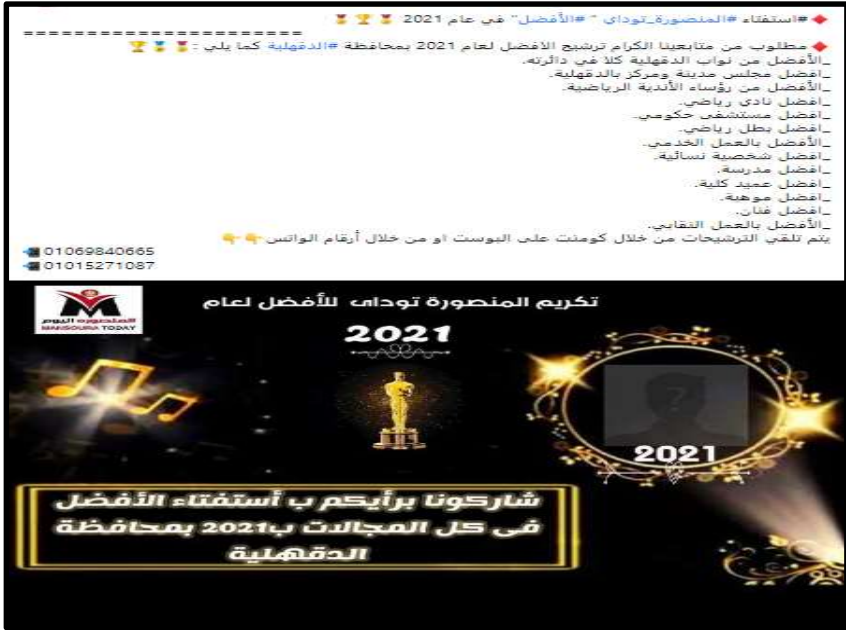 #استفتاء #المنصورة_توداى " #الأفضل" في عام 2021
========================
مطلوب من متابعينا الكرام ترشيح الافضل لعام 2021 بمحافظة #الدقهلية كما يلي :
_الأفضل من نواب الدقهلية كلا في دائرته.
_افضل مجلس مدينة ومركز بالدقهلية.
_الأفضل من رؤساء الأندية الرياضية.
_افضل نادى رياضي.
_افضل مستشفى حكومي.
_افضل بطل رياضي.
_الأفضل بالعمل الخدمي.
_افضل شخصية نسائية.
_افضل مدرسة.
_افضل عميد كلية.
_افضل موهبة.
_افضل فنان.
_الأفضل بالعمل النقابي.
يتم تلقي الترشيحات من خلال كومنت على البوست او من خلال أرقام الواتس
01069840665
01015271087
المنصورة اليوم
MANSOURA TODAY
تكريم المنصورة توداى للأفضل لعام
2021
?
2021
شاركونا برأيكم ب أستفتاء الأفضل
فى كل المجالات ب2021 بمحافظة
الدقهلية